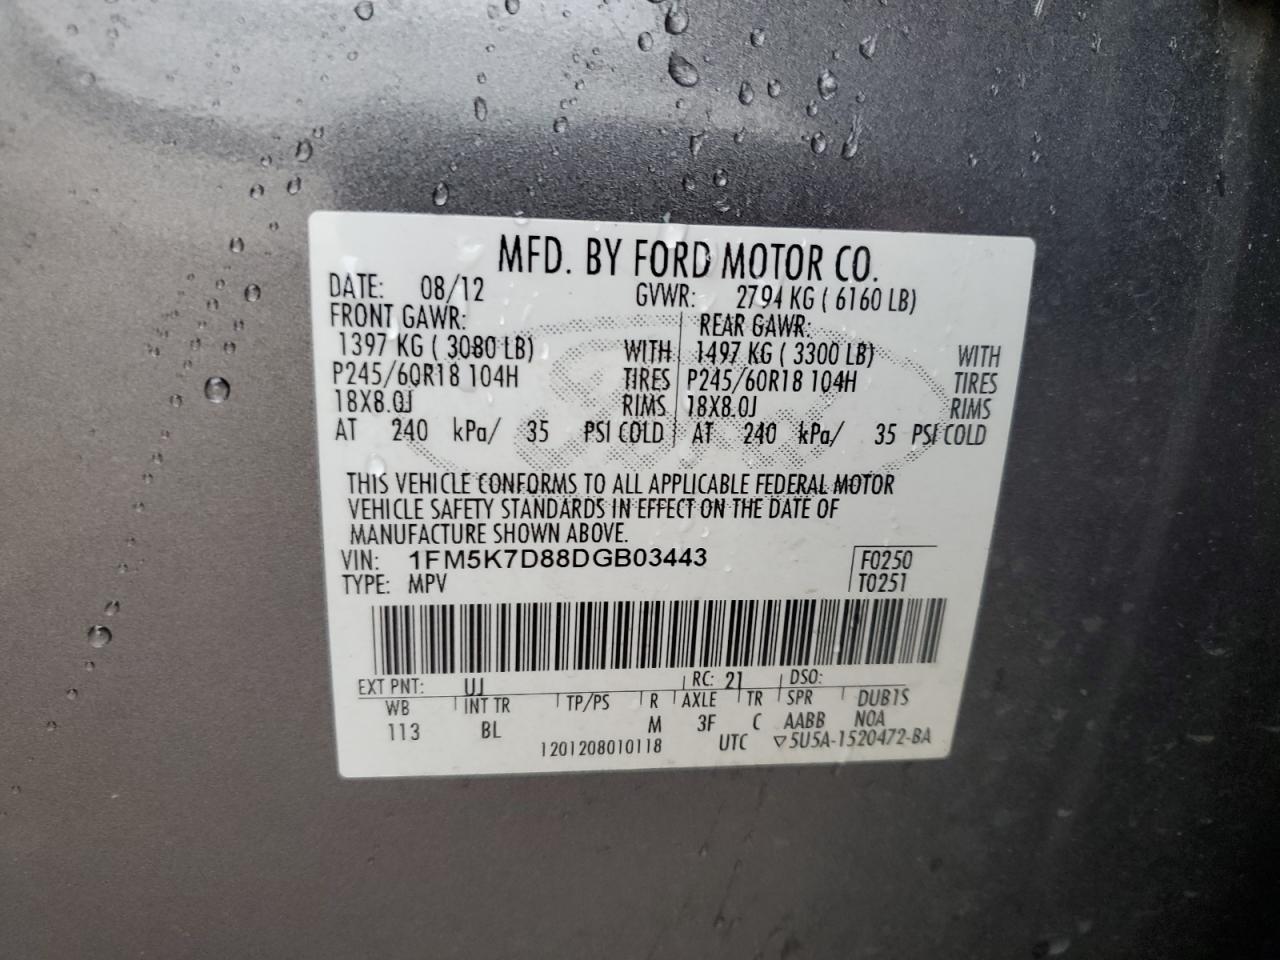 MFD. BY FORD MOTOR CO.
DATE: 08/12 GVWR: 2794 KG ( 6160 LB)
FRONT GAWR: REAR GAWR:
1397 KG ( 3080 LB) WITH 1497 KG ( 3300 LB) WITH
P245/60R18 104H TIRES P245/60R18 104H TIRES
18X8.0J RIMS 18X8.0J RIMS
AT 240 kPa/ 35 PSI COLD AT 240 kPa/ 35 PSI COLD
THIS VEHICLE CONFORMS TO ALL APPLICABLE FEDERAL MOTOR
VEHICLE SAFETY STANDARDS IN EFFECT ON THE DATE OF
MANUFACTURE SHOWN ABOVE.
VIN: 1FM5K7D88DGB03443 F0250
TYPE: MPV T0251
EXT PNT: UJ RC: 21 DSO:
WB INT TR TP/PS R AXLE TR SPR DUB1S
113 BL M 3F C AABB N0A
1201208010118 UTC ▽5U5A-1520472-BA